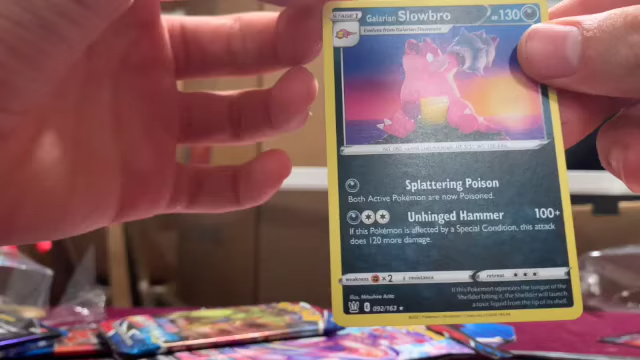 STAGE 1
Galarian Slowbro
HP 130
Evolves from Galarian Slowpoke
Splattering Poison
Both Active Pokémon are now Poisoned.
Unhinged Hammer 100+
If this Pokémon is affected by a Special Condition, this attack
does 120 more damage.
weakness ×2 resistance retreat
Illus.
If this Pokémon squeezes the tongue of the
Shellder biting it, the Shellder will launch
a toxic liquid from the tip of its shell.
092/163